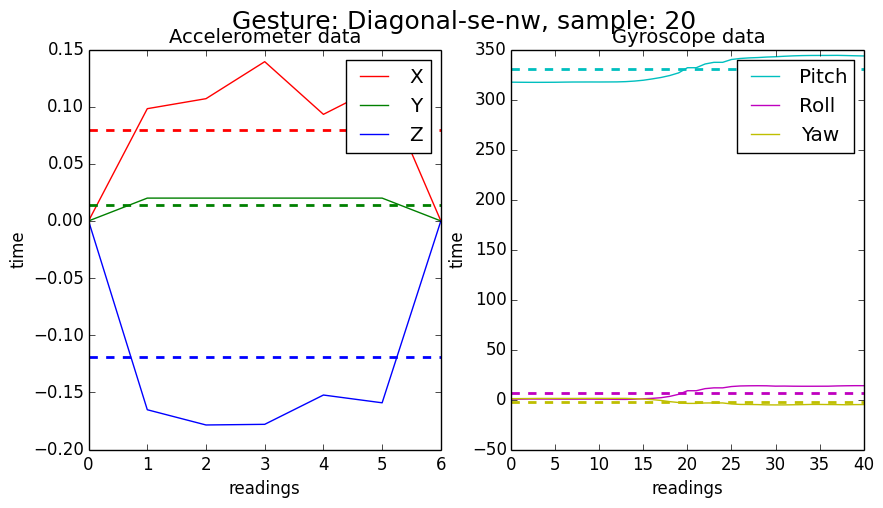 Gesture: Diagonal-se-nw, sample: 20
Accelerometer data
0.15
0.10
0.05
0.00
−0.05
−0.10
−0.15
−0.20
time
0 1 2 3 4 5 6
readings
X
Y
Z
Gyroscope data
350
300
250
200
150
100
50
0
−50
time
0 5 10 15 20 25 30 35 40
readings
Pitch
Roll
Yaw